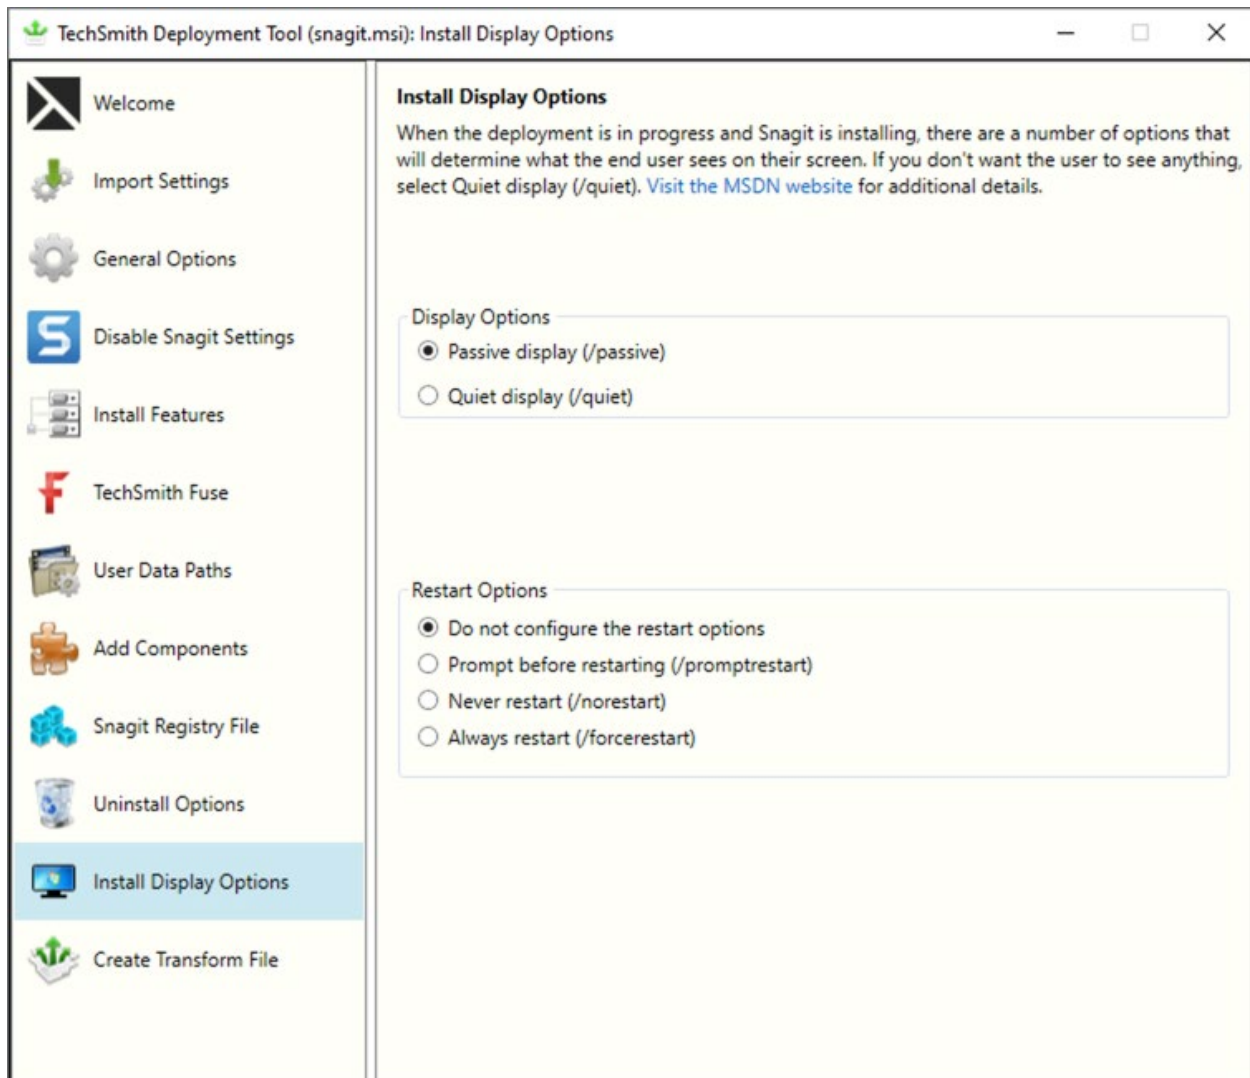 TechSmith Deployment Tool (snagit.msi): Install Display Options
Welcome
Import Settings
General Options
Disable Snagit Settings
Install Features
TechSmith Fuse
User Data Paths
Add Components
Snagit Registry File
Uninstall Options
Install Display Options
Create Transform File
Install Display Options
When the deployment is in progress and Snagit is installing, there are a number of options that
will determine what the end user sees on their screen. If you don't want the user to see anything,
select Quiet display (/quiet). Visit the MSDN website for additional details.
Display Options
Passive display (/passive)
Quiet display (/quiet)
Restart Options
Do not configure the restart options
Prompt before restarting (/promptrestart)
Never restart (/norestart)
Always restart (/forcerestart)